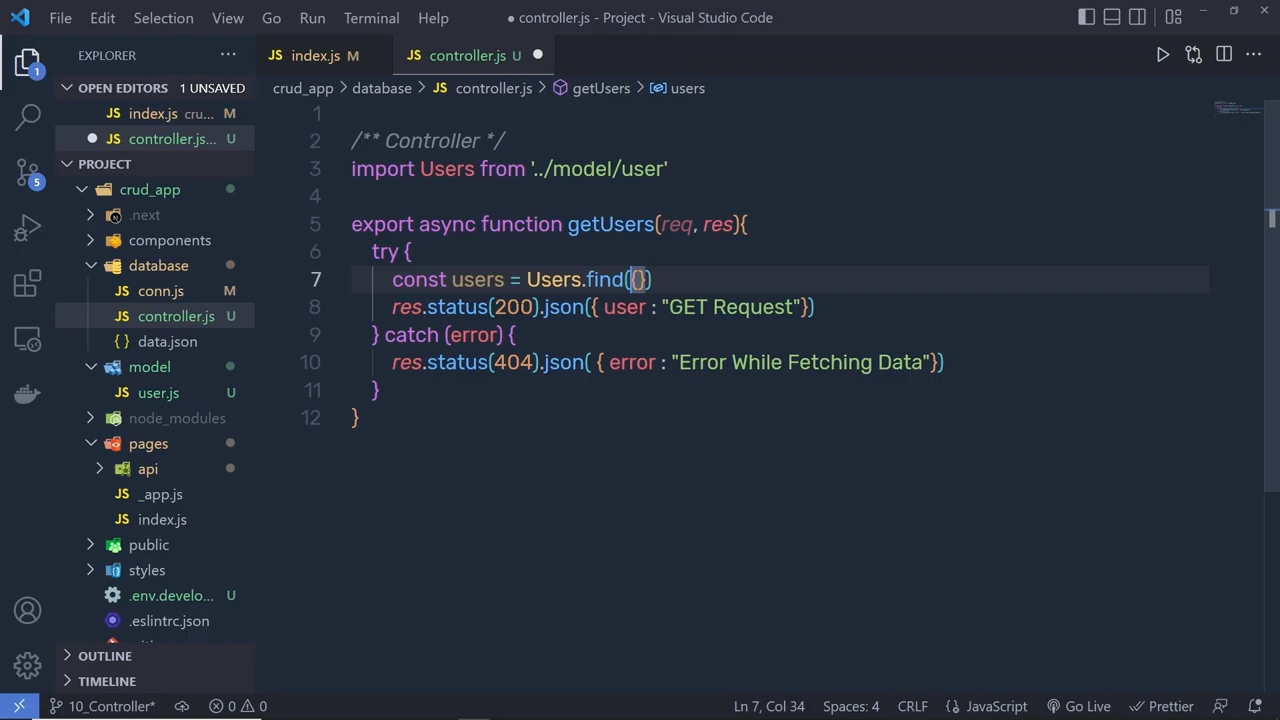 File Edit Selection View Go Run Terminal Help ● controller.js - Project - Visual Studio Code
EXPLORER ···
index.js M controller.js U
1
OPEN EDITORS 1 UNSAVED
crud_app > database > JS controller.js > getUsers > users
JS index.js cru... M
JS controller.js... U
PROJECT
crud_app
.next
components
database
JS conn.js M
JS controller.js U
{ } data.json
model
JS user.js
node_modules
pages
api
JS _app.js
JS index.js
public
styles
.env.develo... U
.eslintrc.json
OUTLINE
TIMELINE
5
1
2 /** Controller */
3 import Users from '../model/user'
4
5 export async function getUsers(req, res){
6 try {
7 const users = Users.find({})
8 res.status(200).json({ user : "GET Request"})
9 } catch (error) {
10 res.status(404).json( { error : "Error While Fetching Data"})
11 }
12 }
10_Controller* 0 0 Ln 7, Col 34 Spaces: 4 CRLF { } JavaScript Go Live Prettier